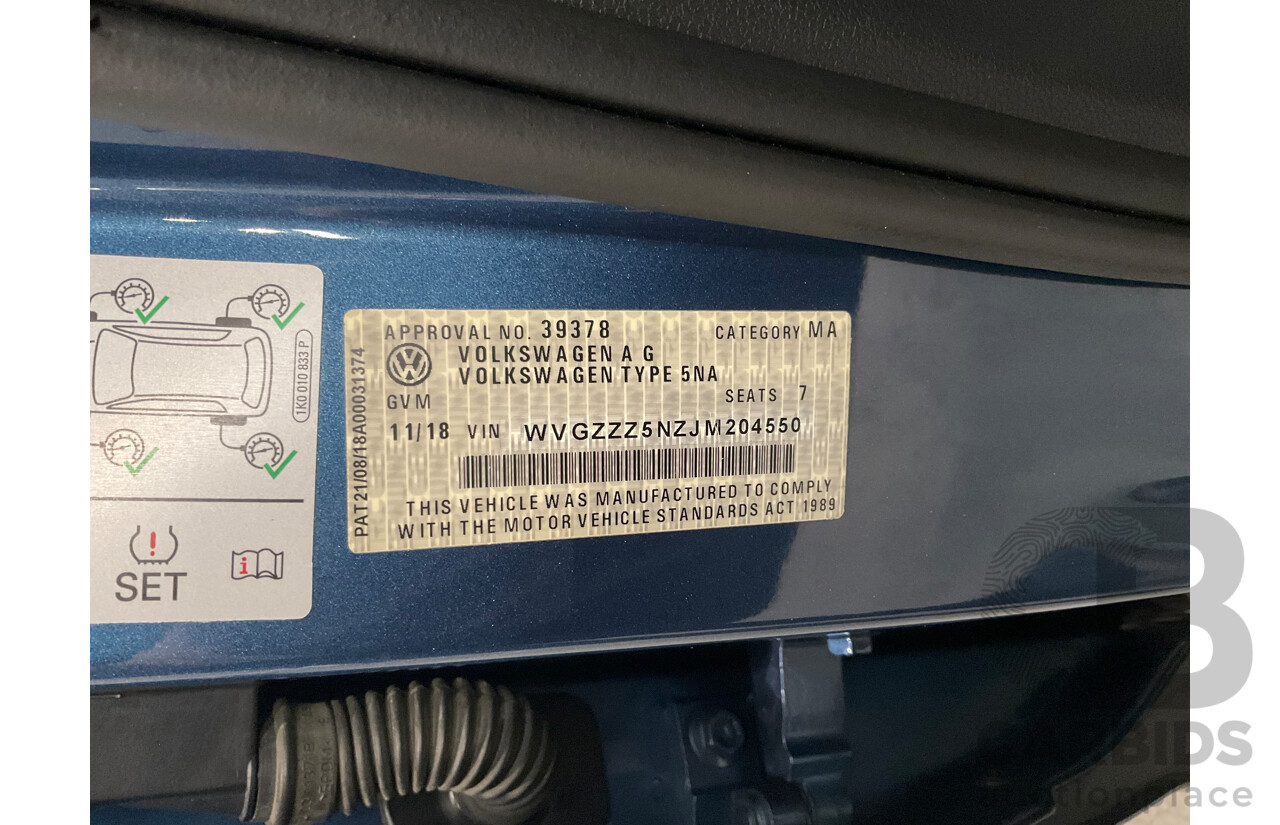 1K0 010 833 P
SET
i
PAT21/08/18A00031374
APPROVAL NO. 39378 CATEGORY MA
VOLKSWAGEN A G
VOLKSWAGEN TYPE 5NA
GVM SEATS 7
11/18 VIN WVGZZZ5NZJM204550
THIS VEHICLE WAS MANUFACTURED TO COMPLY
WITH THE MOTOR VEHICLE STANDARDS ACT 1989